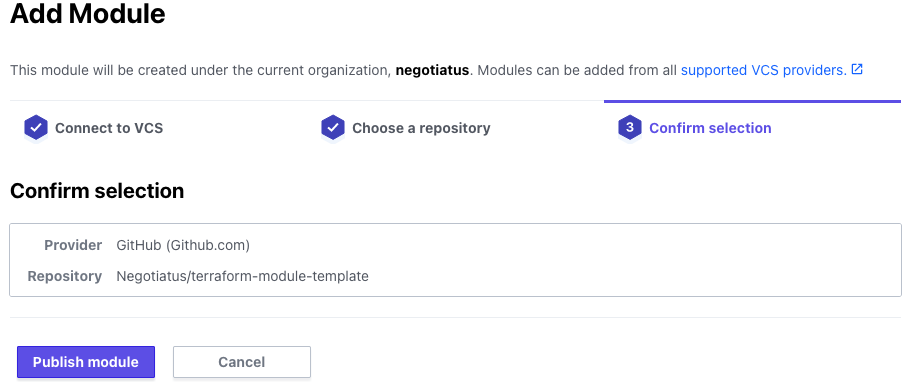 Add Module
This module will be created under the current organization, negotiatus. Modules can be added from all supported VCS providers.
Connect to VCS
Choose a repository
3 Confirm selection
Confirm selection
Provider GitHub (Github.com)
Repository Negotiatus/terraform-module-template
Publish module Cancel